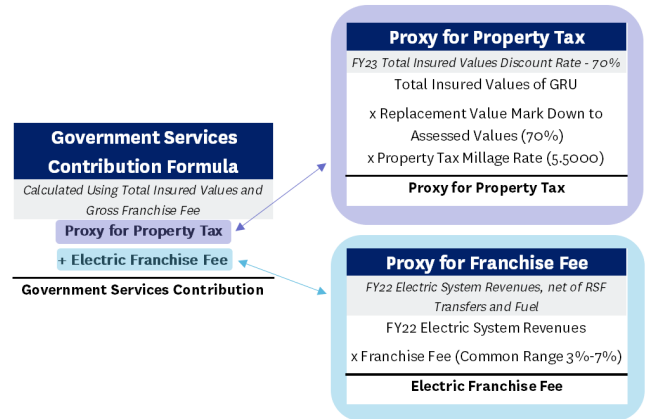 Government Services
Contribution Formula
Calculated Using Total Insured Values and
Gross Franchise Fee
Proxy for Property Tax
+ Electric Franchise Fee
Government Services Contribution
Proxy for Property Tax
FY23 Total Insured Values Discount Rate - 70%
Total Insured Values of GRU
x Replacement Value Mark Down to
Assessed Values (70%)
x Property Tax Millage Rate (5.5000)
Proxy for Property Tax
Proxy for Franchise Fee
FY22 Electric System Revenues, net of RSF
Transfers and Fuel
FY22 Electric System Revenues
x Franchise Fee (Common Range 3%-7%)
Electric Franchise Fee